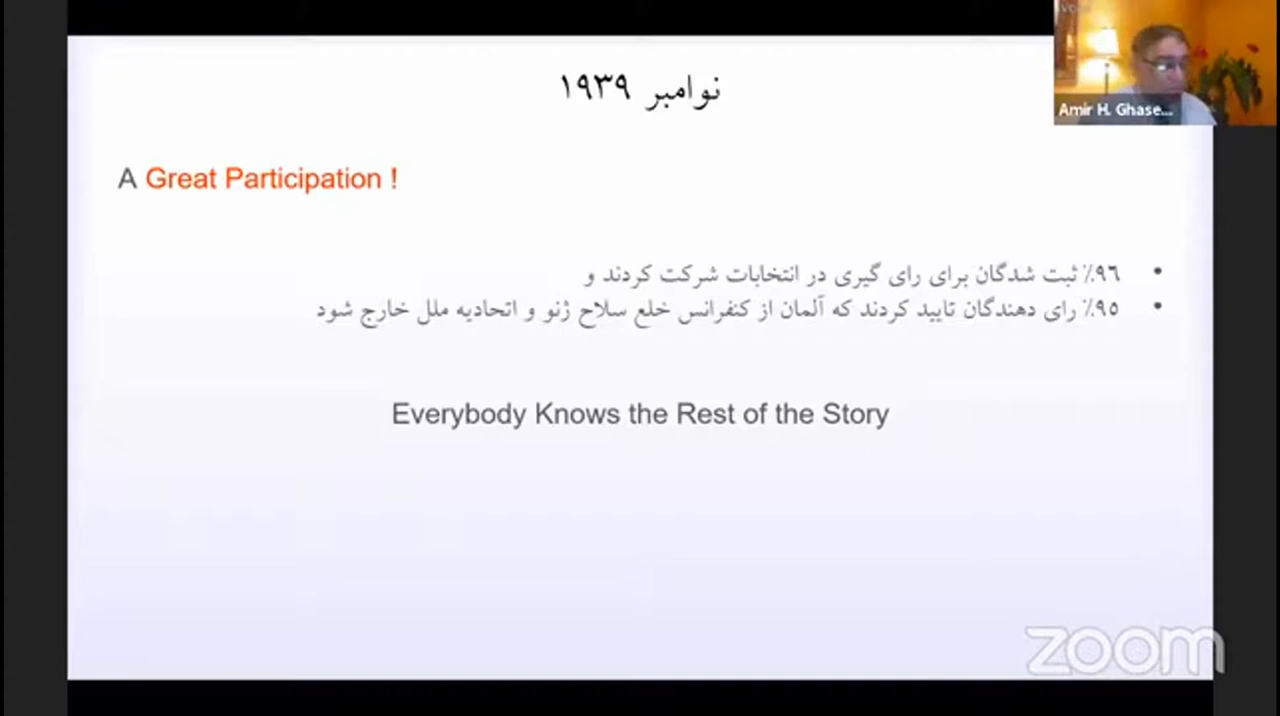 نوامبر ۱۹۳۹
Amir H. Ghase...
A Great Participation !
• ۹۶٪ ثبت شدگان برای رای گیری در انتخابات شرکت کردند و
• ۹۵٪ رای دهندگان تایید کردند که آلمان از کنفرانس خلع سلاح ژنو و اتحادیه ملل خارج شود
Everybody Knows the Rest of the Story
zoom